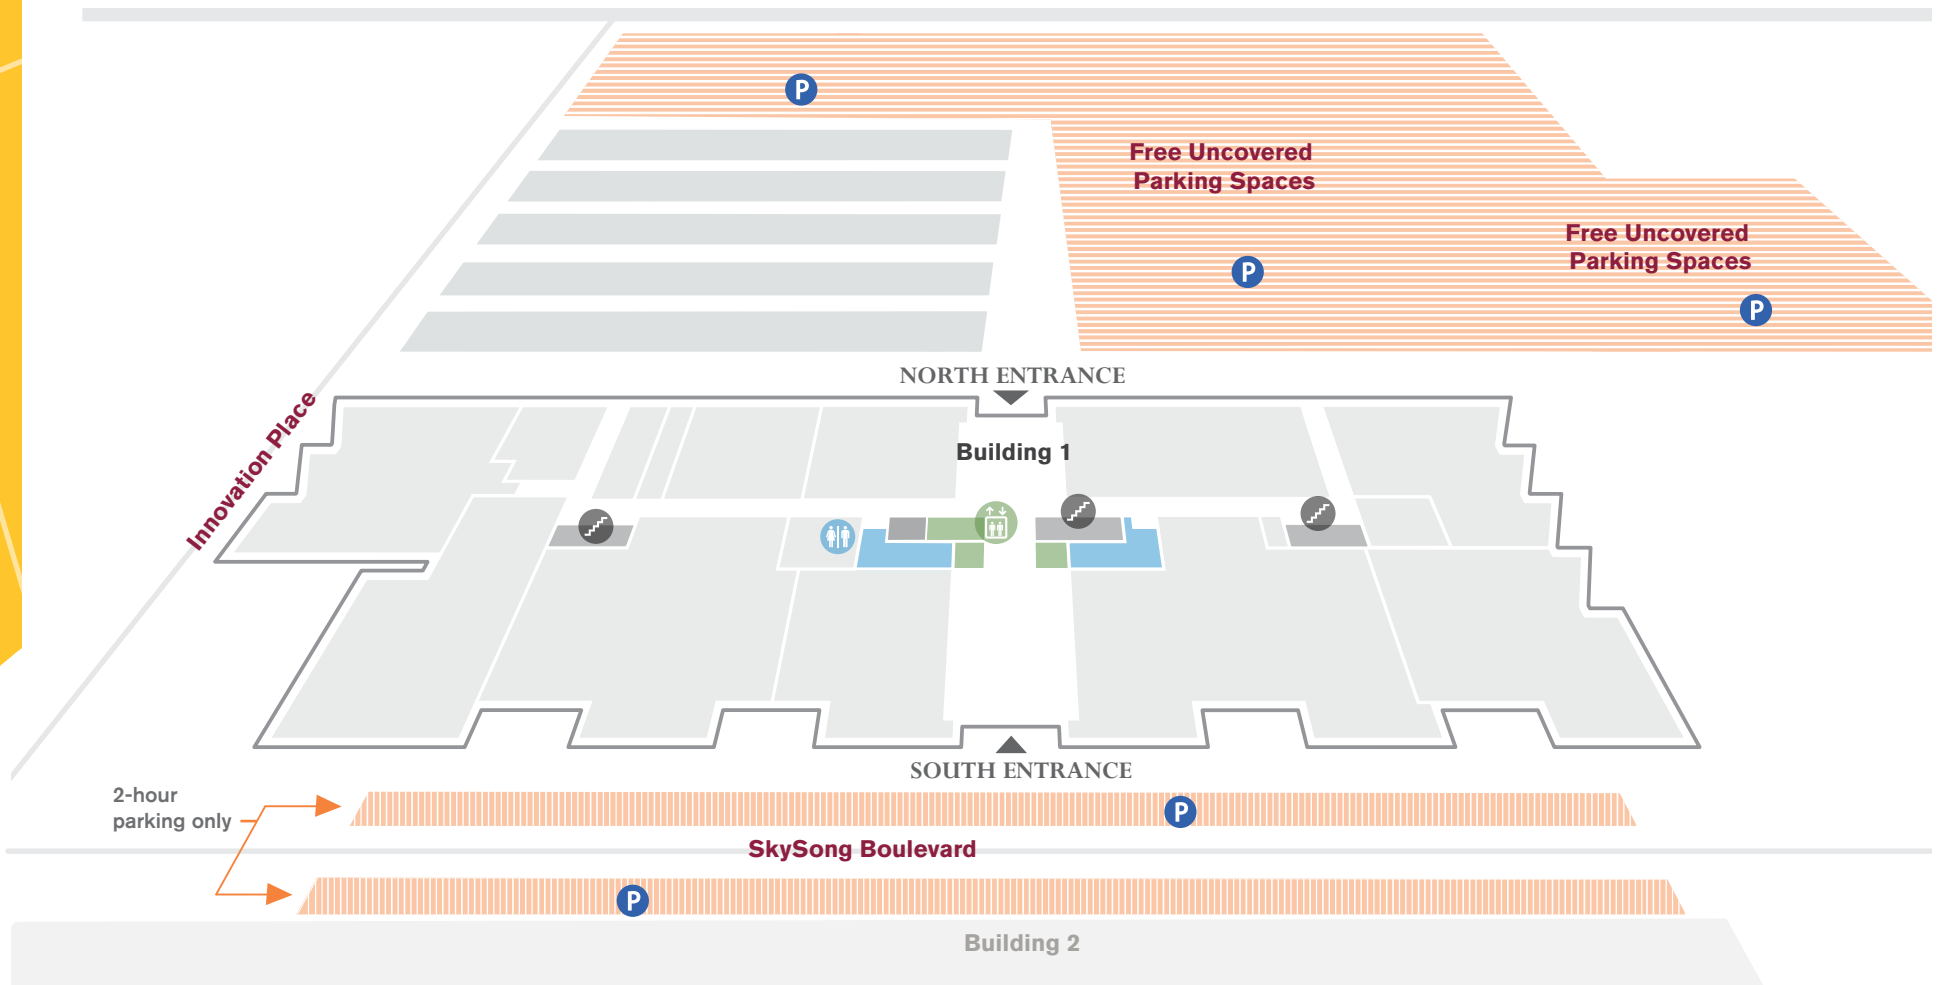 P
Free Uncovered
Parking Spaces
Free Uncovered
Parking Spaces
P
P
NORTH ENTRANCE
Innovation Place
Building 1
SOUTH ENTRANCE
2-hour
parking only
P
SkySong Boulevard
P
Building 2